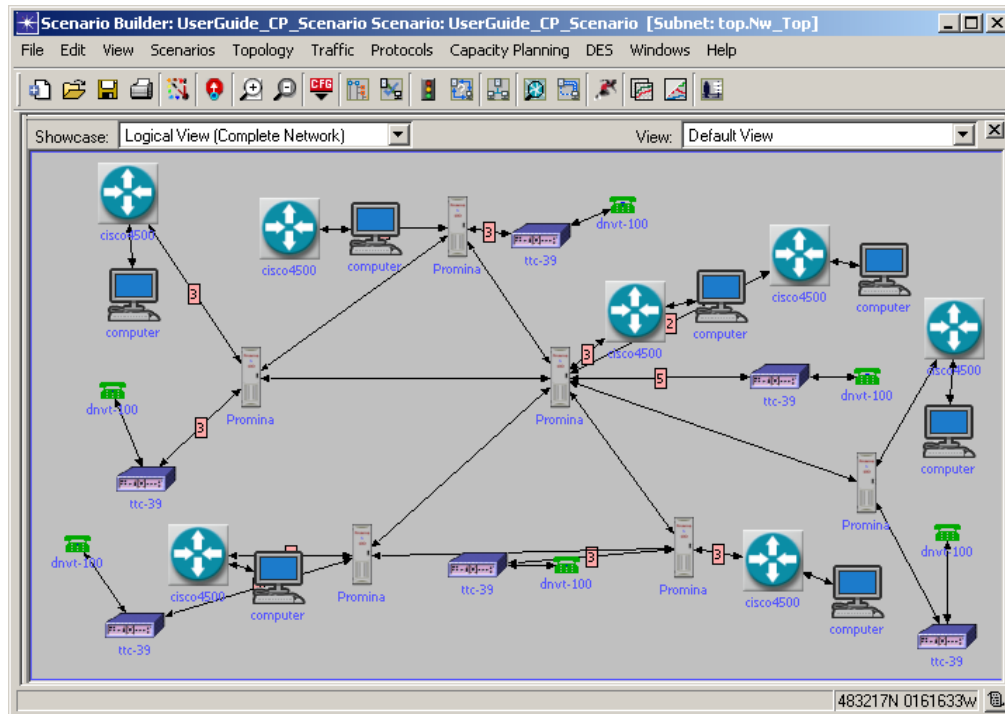 Scenario Builder: UserGuide_CP_Scenario Scenario: UserGuide_CP_Scenario [Subnet: top.Nw_Top]
File Edit View Scenarios Topology Traffic Protocols Capacity Planning DES Windows Help
CFG
Showcase: Logical View (Complete Network) View: Default View
cisco4500
computer
3
cisco4500
computer
Promina
3
ttc-39
dnvt-100
cisco4500
computer
cisco4500
computer
2
3
cisco4500
computer
Promina
Promina
5
ttc-39
dnvt-100
dnvt-100
3
ttc-39
Promina
dnvt-100
ttc-39
dnvt-100
cisco4500
computer
ttc-39
Promina
ttc-39
dnvt-100
3
Promina
3
cisco4500
computer
483217N 0161633W